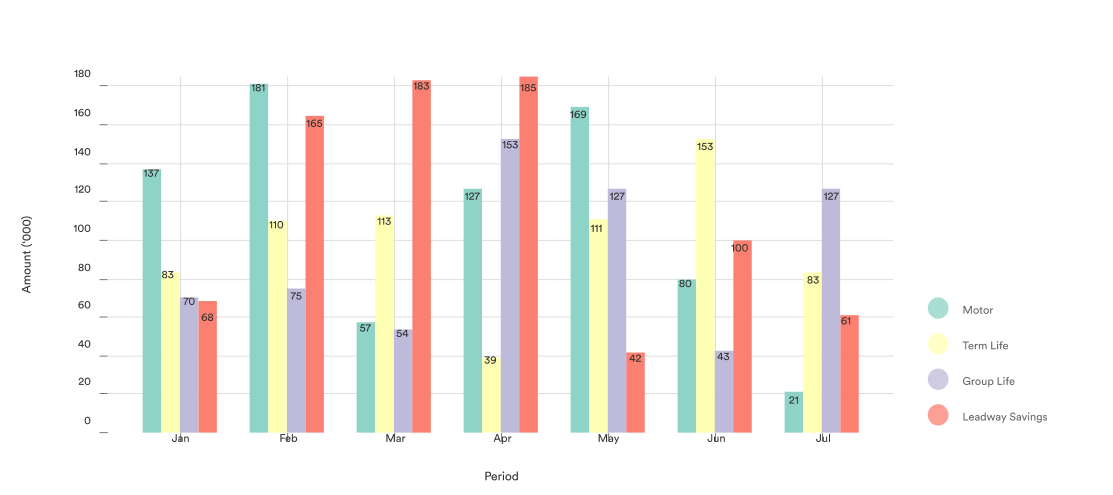 180
160
140
120
100
80
60
40
20
0
Amount ('000)
137
83
70
68
181
110
75
165
57
113
54
183
127
39
153
185
169
111
127
42
80
153
43
100
21
83
127
61
Jan
Feb
Mar
Apr
May
Jun
Jul
Period
Motor
Term Life
Group Life
Leadway Savings